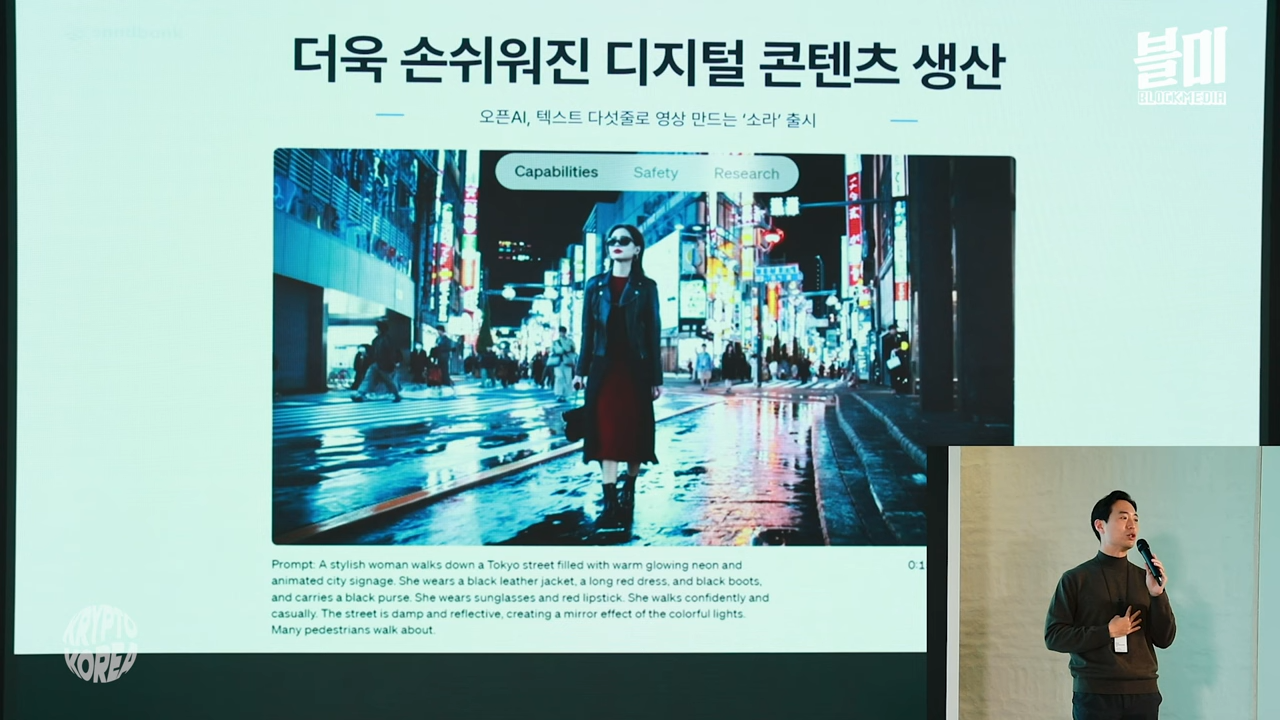 더욱 손쉬워진 디지털 콘텐츠 생산
블미
BLOCKMEDIA
오픈AI, 텍스트 다섯줄로 영상 만드는 '소라' 출시
Capabilities Safety Research
Prompt: A stylish woman walks down a Tokyo street filled with warm glowing neon and
animated city signage. She wears a black leather jacket, a long red dress, and black boots,
and carries a black purse. She wears sunglasses and red lipstick. She walks confidently and
casually. The street is damp and reflective, creating a mirror effect of the colorful lights.
Many pedestrians walk about.
KRYPTO
KOREA